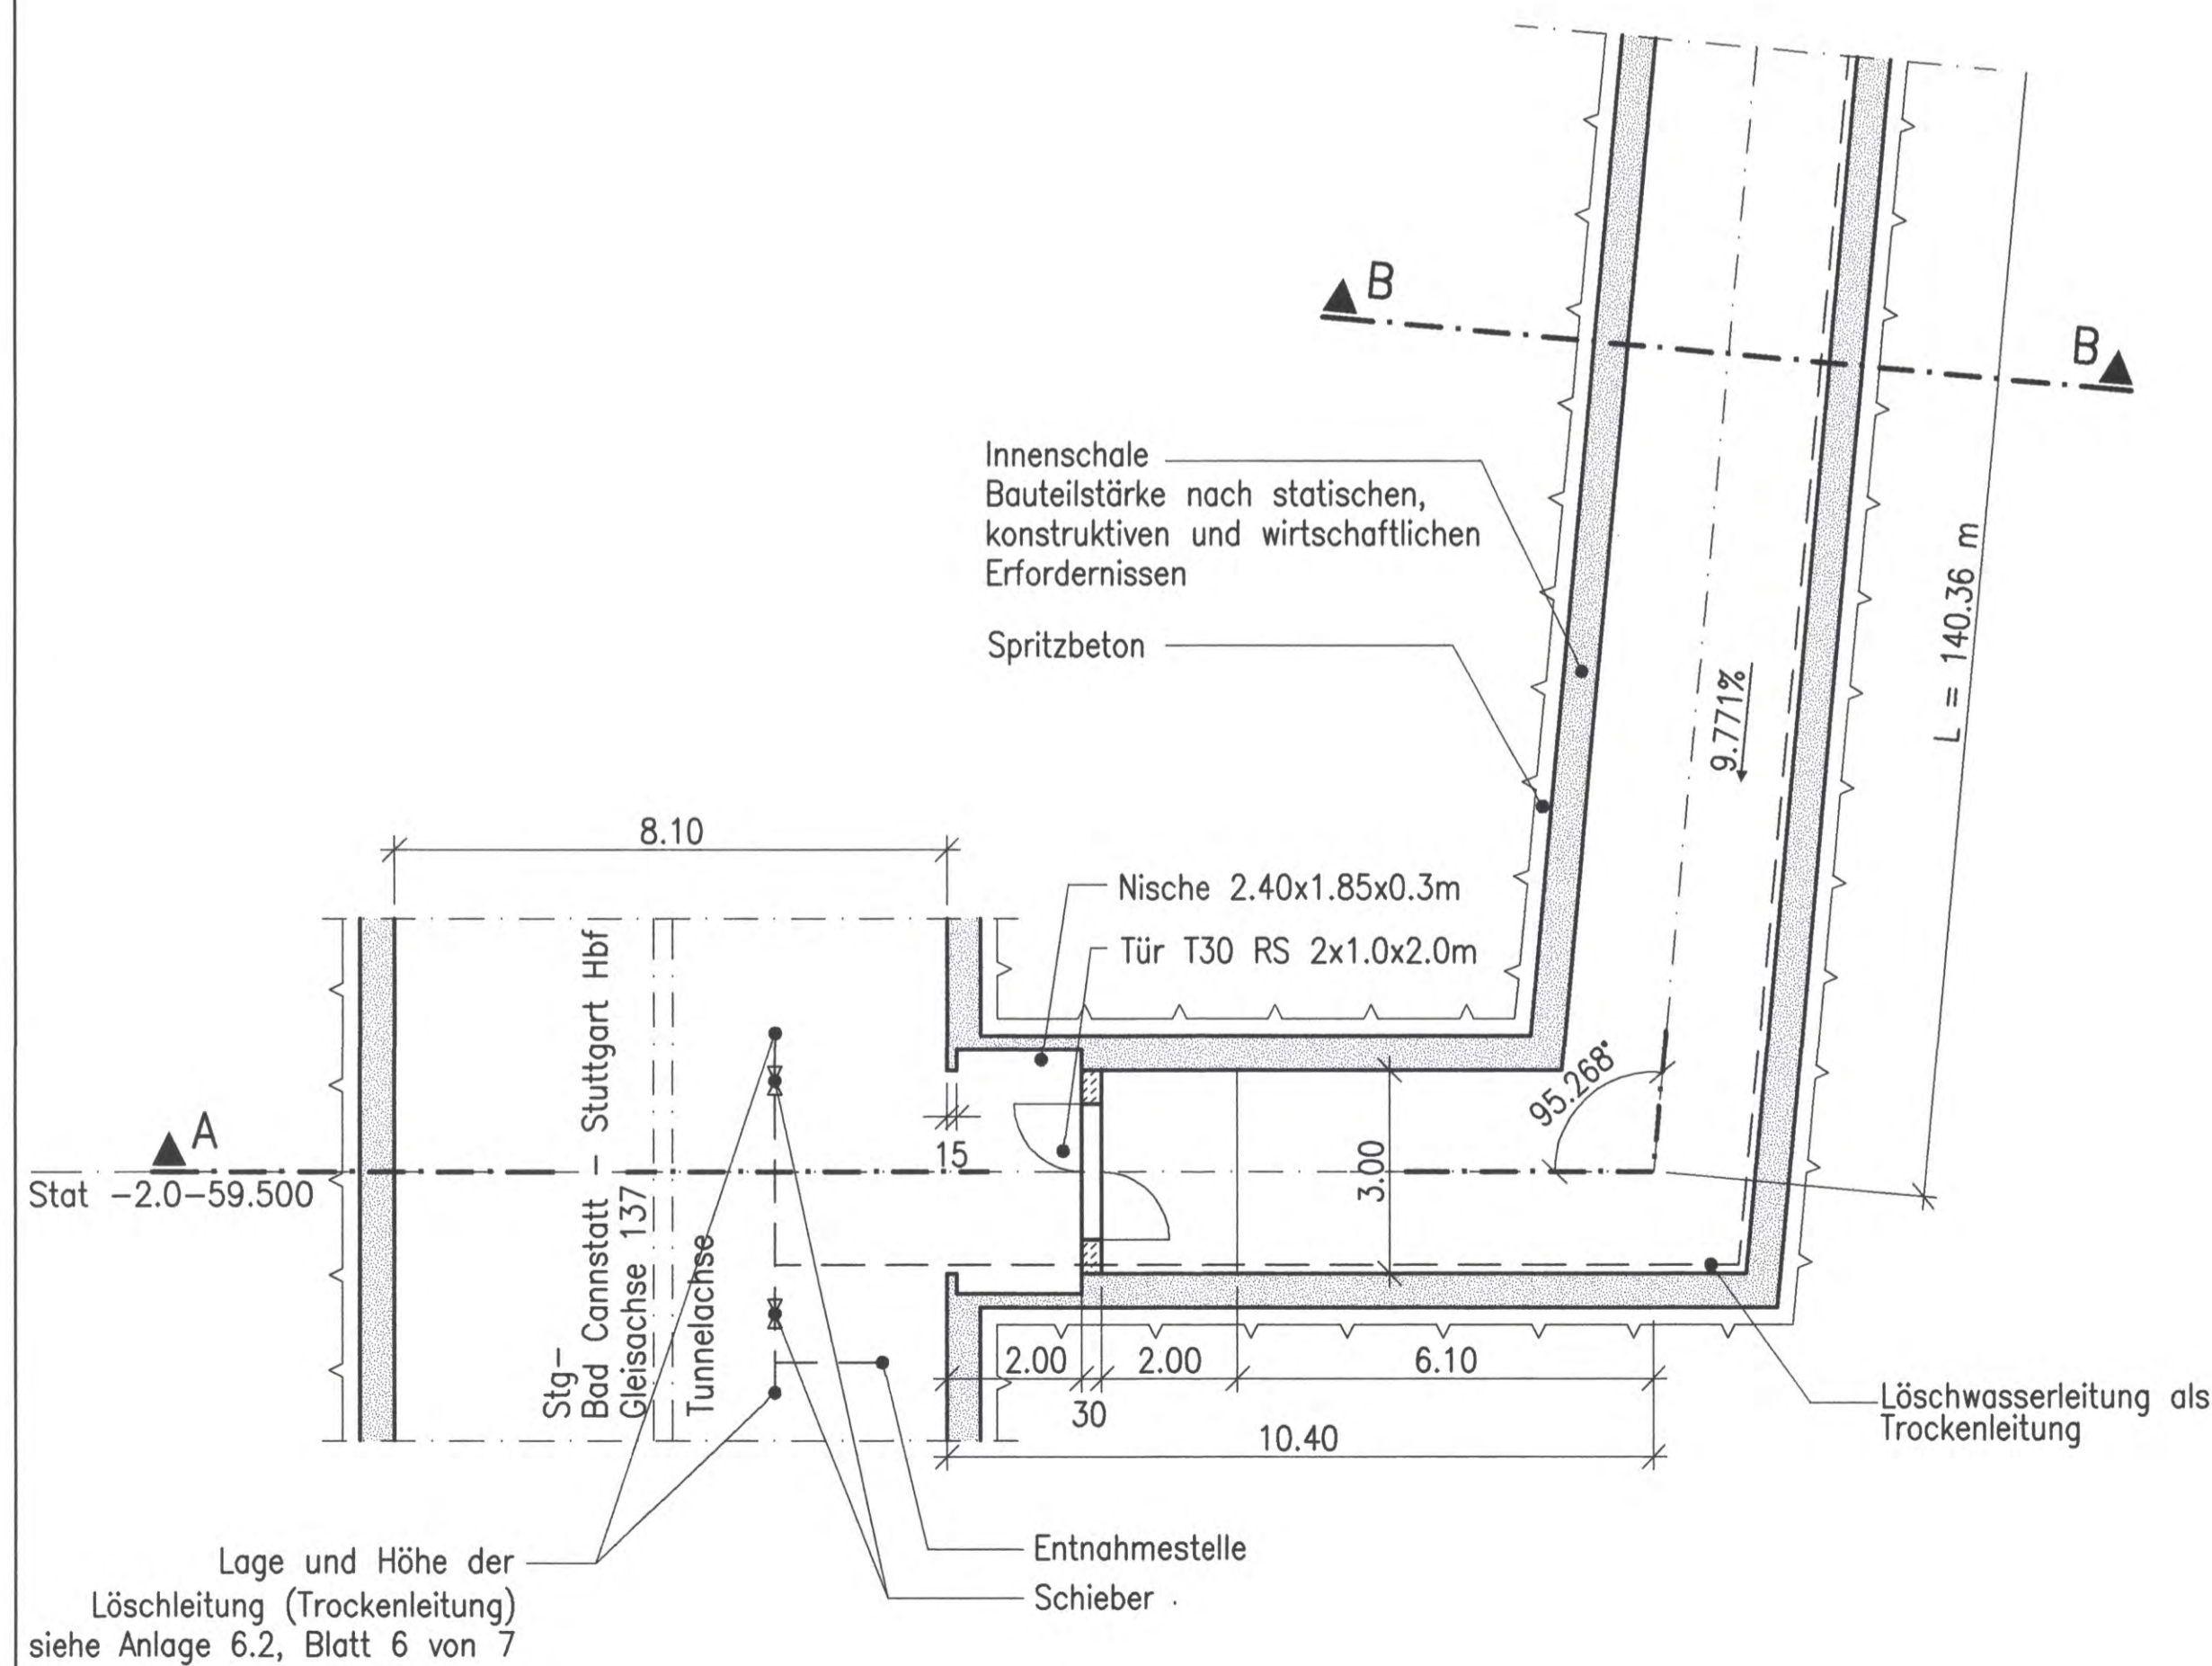 B
B
Innenschale
Bauteilstärke nach statischen,
konstruktiven und wirtschaftlichen
Erfordernissen
Spritzbeton
L = 140.36 m
9.771%
8.10
Nische 2.40x1.85x0.3m
Tür T30 RS 2x1.0x2.0m
95.268°
A
15
3.00
Stat -2.0-59.500
Stg-
Bad Cannstatt - Stuttgart Hbf
Gleisachse 137
Tunnelachse
2.00
2.00
6.10
30
10.40
Löschwasserleitung als
Trockenleitung
Entnahmestelle
Schieber
Lage und Höhe der
Löschleitung (Trockenleitung)
siehe Anlage 6.2, Blatt 6 von 7